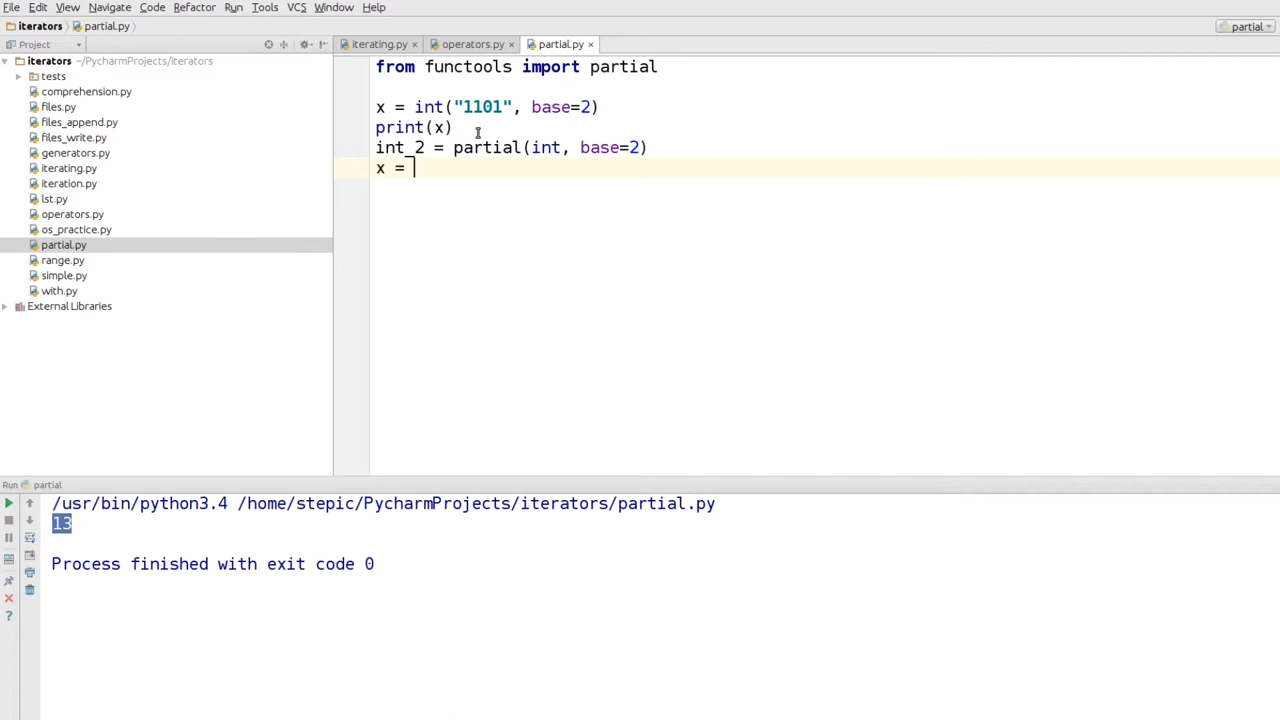 File Edit View Navigate Code Refactor Run Tools VCS Window Help
iterators partial.py partial
Project iterating.py × operators.py × partial.py ×
iterators ~/PycharmProjects/iterators
tests
comprehension.py
files.py
files_append.py
files_write.py
generators.py
iterating.py
iteration.py
lst.py
operators.py
os_practice.py
partial.py
range.py
simple.py
with.py
External Libraries
from functools import partial
x = int("1101", base=2)
print(x)
int_2 = partial(int, base=2)
x =
Run partial
/usr/bin/python3.4 /home/stepic/PycharmProjects/iterators/partial.py
13
Process finished with exit code 0